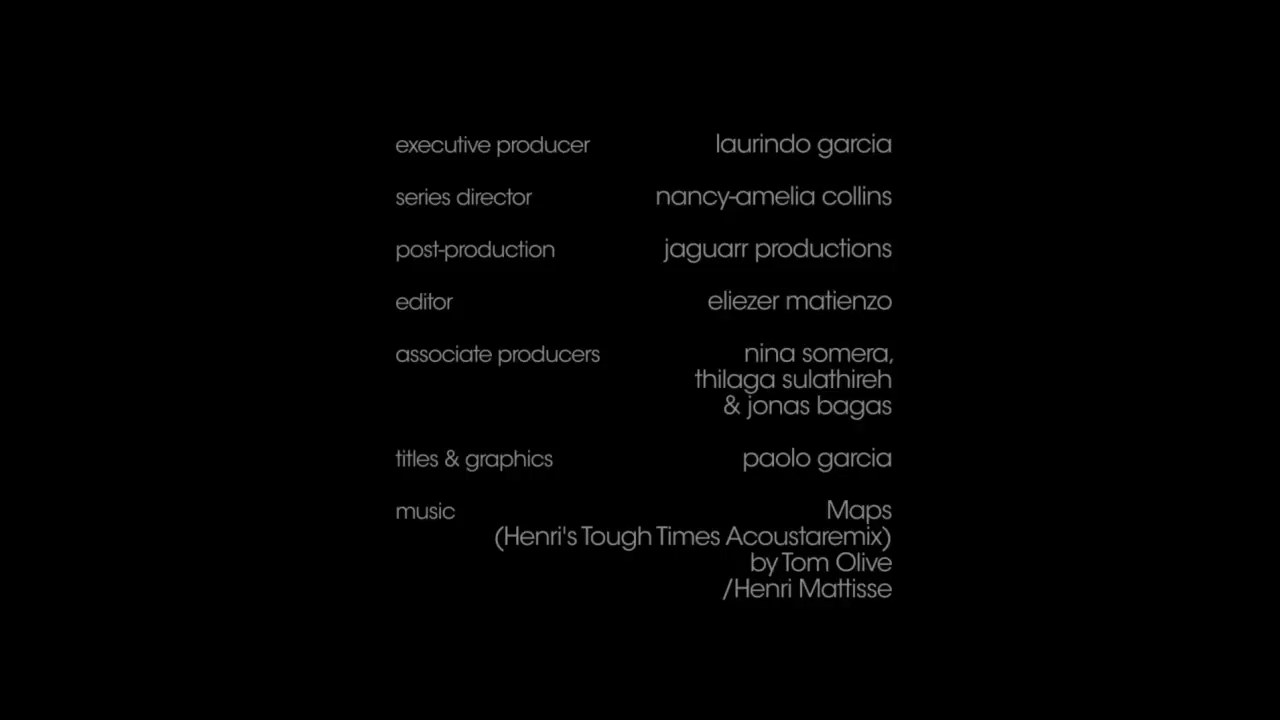 executive producer laurindo garcia
series director nancy-amelia collins
post-production jaguarr productions
editor eliezer matienzo
associate producers nina somera,
thilaga sulathireh
& jonas bagas
titles & graphics paolo garcia
music Maps
(Henri's Tough Times Acoustaremix)
by Tom Olive
/Henri Mattisse